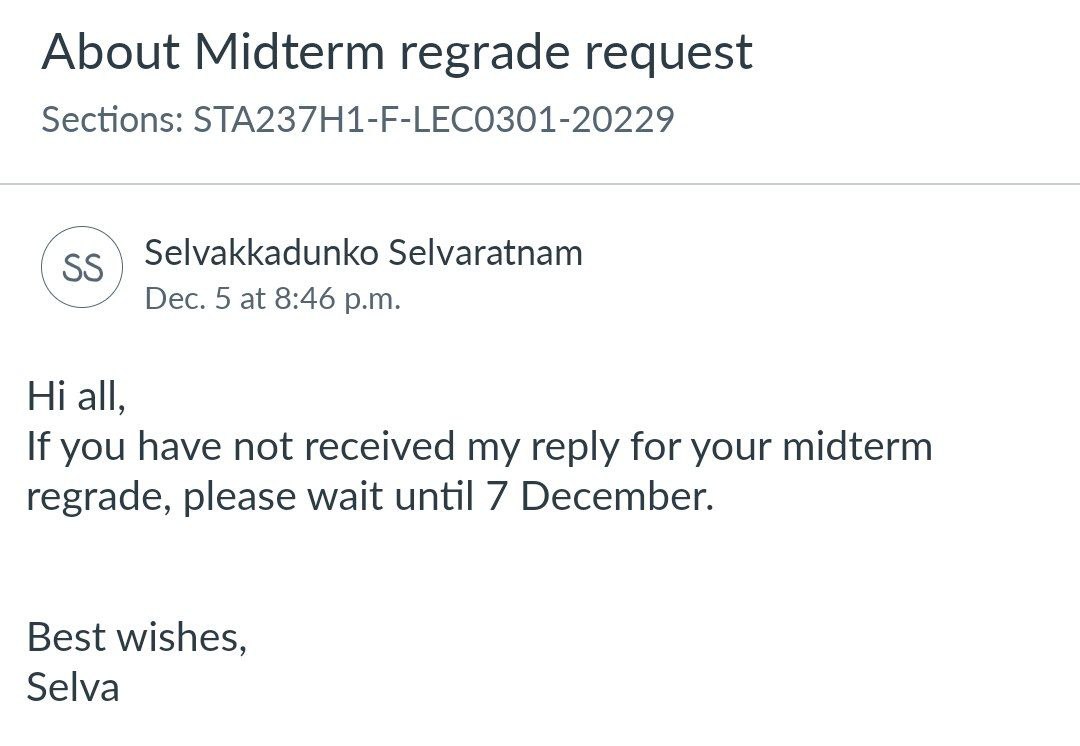 About Midterm regrade request
Sections: STA237H1-F-LEC0301-20229
SS
Selvakkadunko Selvaratnam
Dec. 5 at 8:46 p.m.
Hi all,
If you have not received my reply for your midterm
regrade, please wait until 7 December.
Best wishes,
Selva